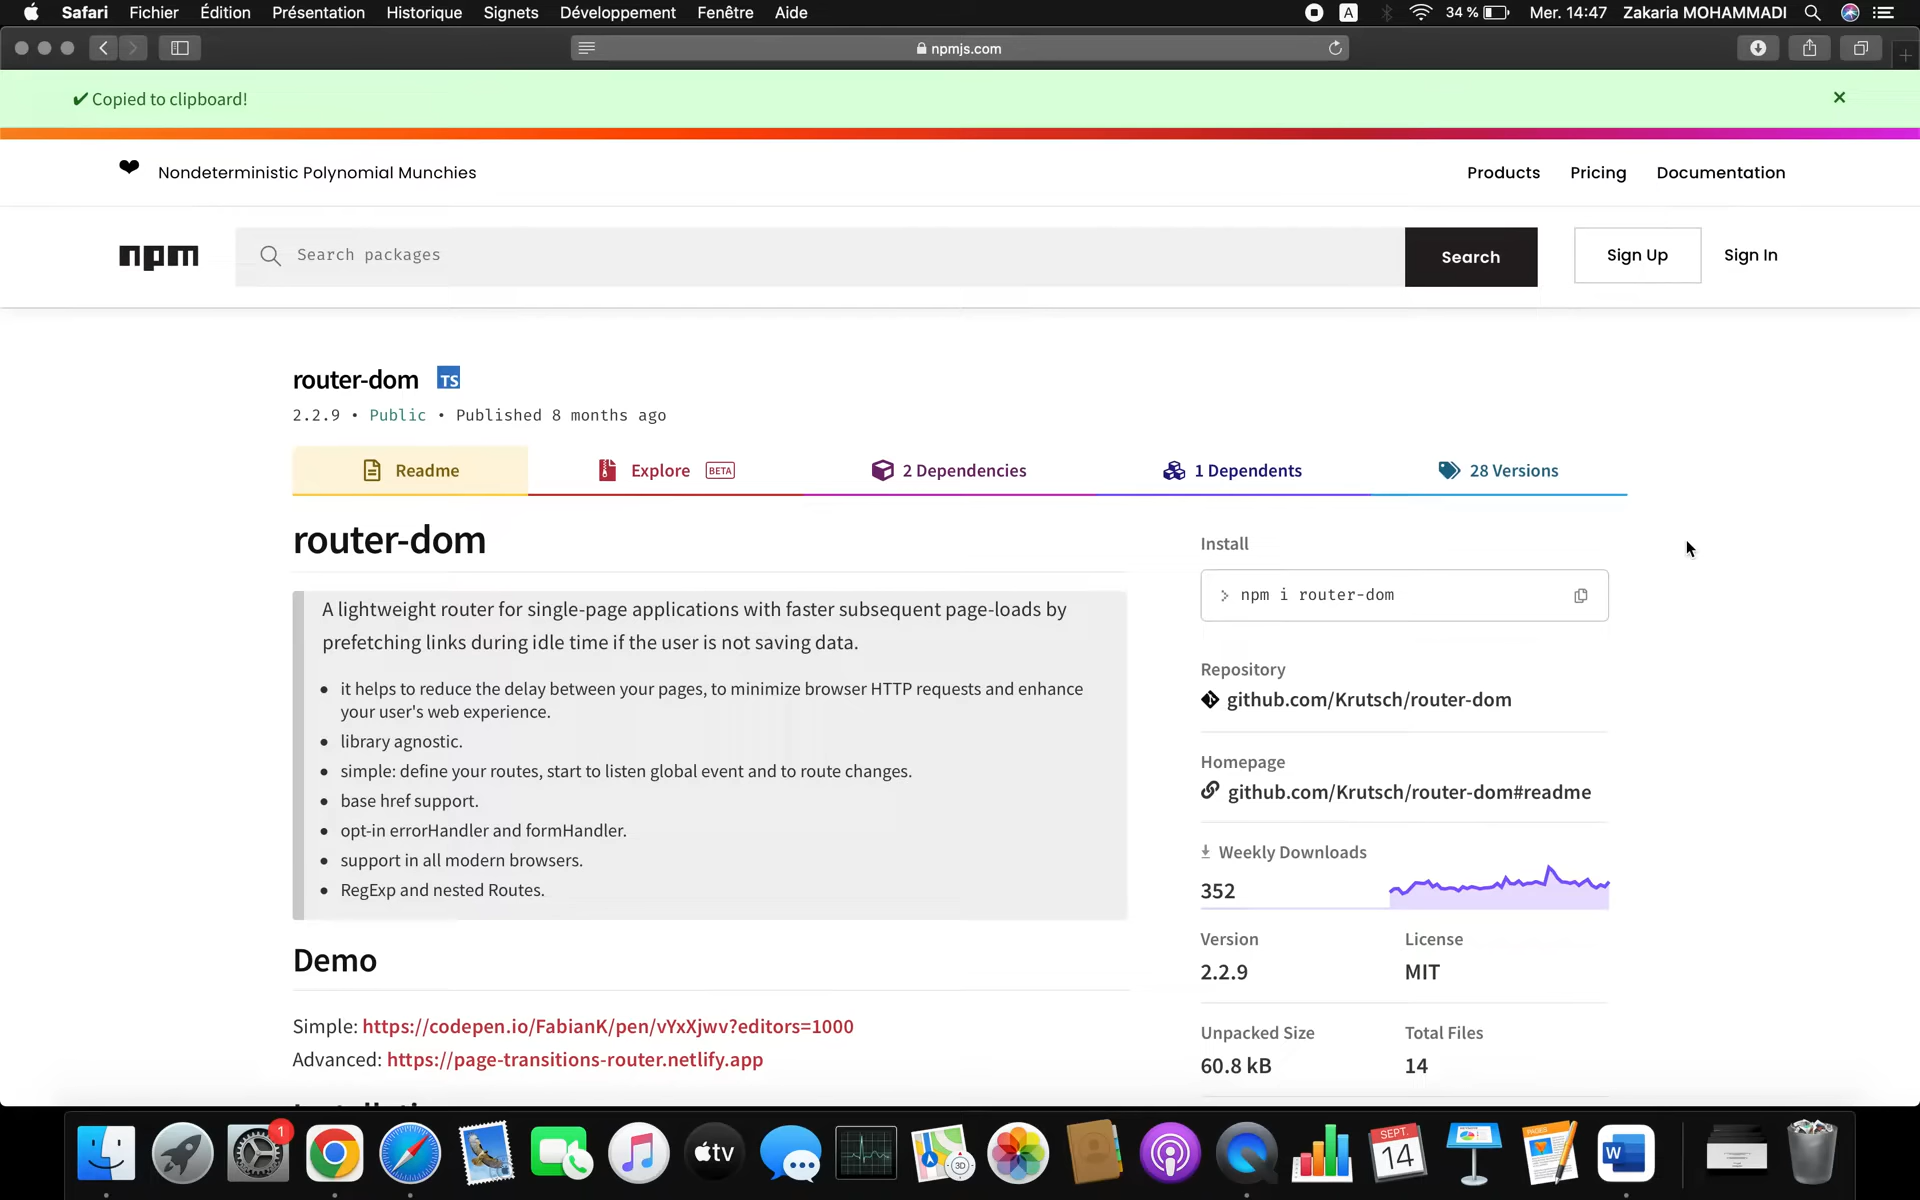 Safari Fichier Édition Présentation Historique Signets Développement Fenêtre Aide A 34 % Mer. 14:47 Zakaria MOHAMMADI
npmjs.com
✔ Copied to clipboard! ×
❤ Nondeterministic Polynomial Munchies Products Pricing Documentation
npm Search packages Search Sign Up Sign In
router-dom TS
2.2.9 • Public • Published 8 months ago
Readme Explore BETA 2 Dependencies 1 Dependents 28 Versions
router-dom
A lightweight router for single-page applications with faster subsequent page-loads by
prefetching links during idle time if the user is not saving data.
• it helps to reduce the delay between your pages, to minimize browser HTTP requests and enhance
your user's web experience.
• library agnostic.
• simple: define your routes, start to listen global event and to route changes.
• base href support.
• opt-in errorHandler and formHandler.
• support in all modern browsers.
• RegExp and nested Routes.
Demo
Simple: https://codepen.io/FabianK/pen/vYxXjwv?editors=1000
Advanced: https://page-transitions-router.netlify.app
Install
> npm i router-dom
Repository
github.com/Krutsch/router-dom
Homepage
github.com/Krutsch/router-dom#readme
Weekly Downloads
352
Version License
2.2.9 MIT
Unpacked Size Total Files
60.8 kB 14
1
tv
3D
SEPT.
14
PAGES
W